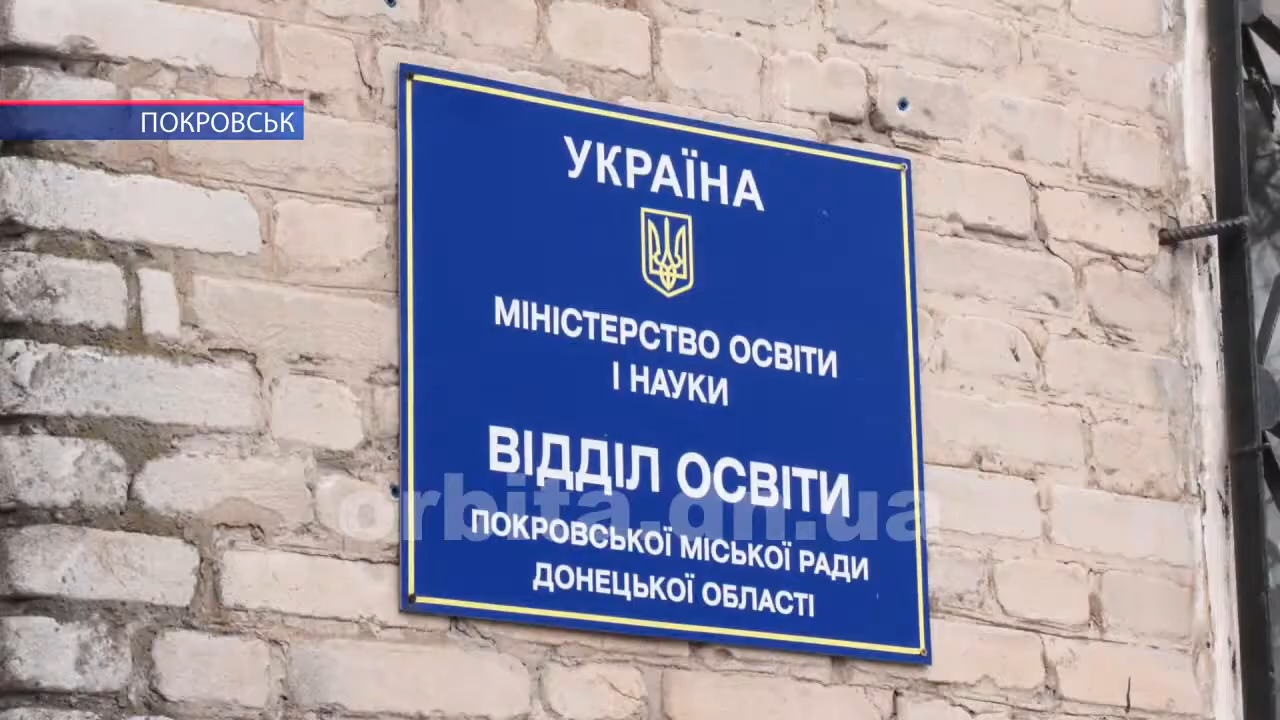 ПОКРОВСЬК
УКРАЇНА
МІНІСТЕРСТВО ОСВІТИ
І НАУКИ
ВІДДІЛ ОСВІТИ
orbita.dn.ua
ПОКРОВСЬКОЇ МІСЬКОЇ РАДИ
ДОНЕЦЬКОЇ ОБЛАСТІ